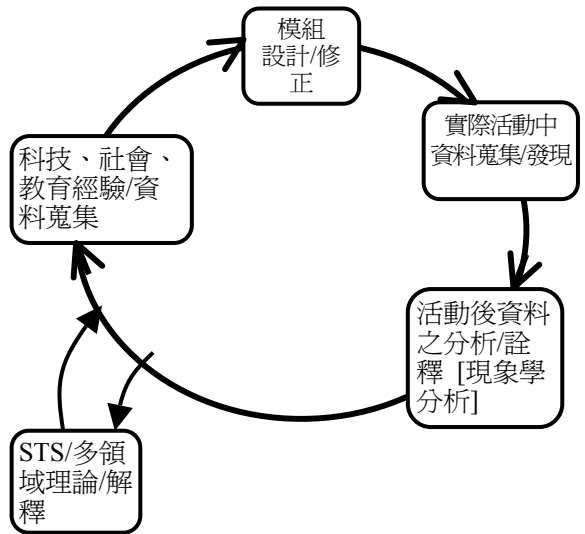 模組
設計/修
正
實際活動中
資料蒐集/發現
科技、社會、
教育經驗/資
料蒐集
活動後資料
之分析/詮
釋 [現象學
分析]
STS/多領
域理論/解
釋